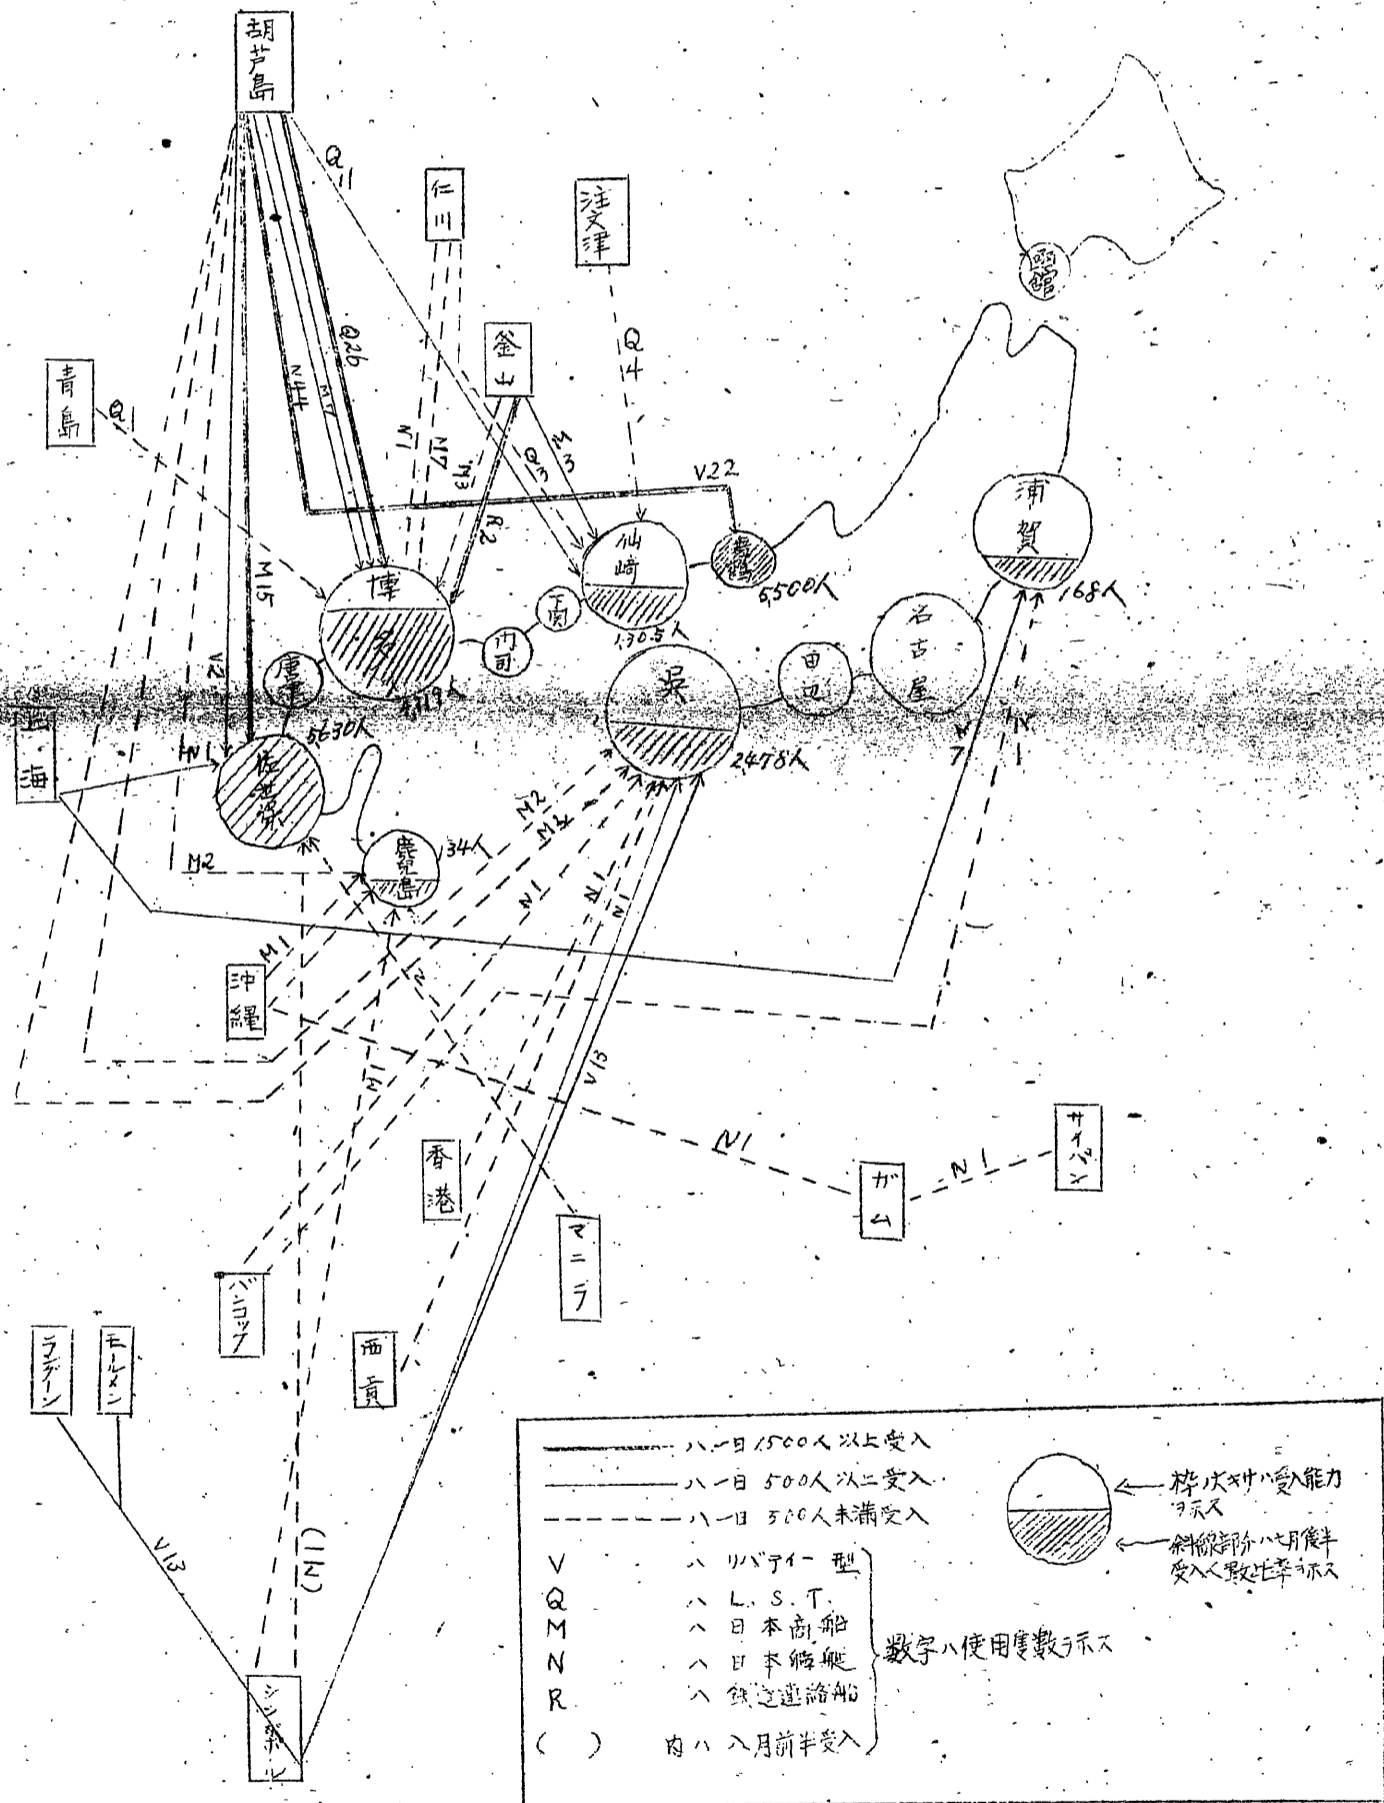 胡芦島
Q1
仁川
注文津
函館
釜山
Q4
青島
Q1
Q26
N44
M7
N1
M7
M3
R2
Q3
M3
V22
浦賀
168人
仙崎
1,305人
舞鶴
5,500人
博多
下関
門司
名古屋
田辺
呉
2,478人
唐津
M15
V2
5,630人
佐世保
上海
N1
N7
N1
M2
鹿児島
134人
M2
M3
N1
N1
N1
M1
沖縄
V13
N1
N1
ガム
サイパン
香港
マニラ
バンコック
西貢
ラングーン
モールメン
V13
(M1)
ハ一日1,500人以上受入
ハ一日 500人以上受入
ハ一日 500人未満受入
V ハ リバティー型
Q ハ L.S.T.
M ハ 日本商船
N ハ 日本艦艇
R ハ 鉄道連絡船
( ) 内ハ八月前半受入
数字ハ使用隻数ヲ示ス
枠ノ大キサハ受入能力
ヲ示ス
斜線部分ハ七月後半
受入人数比率ヲ示ス